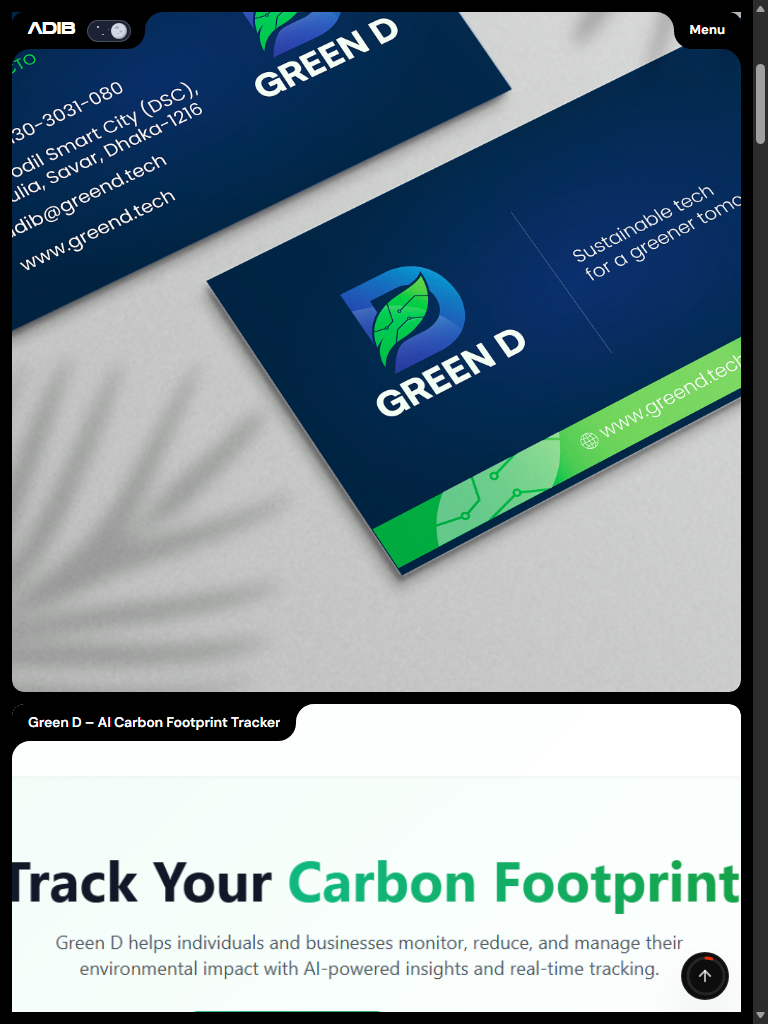 ADIB
Menu
CTO
GREEN D
30-3031-080
odil Smart City (DSC),
ulia, Savar, Dhaka-1216
adib@greend.tech
www.greend.tech
Sustainable tech
for a greener tomo
GREEN D
www.greend.tech
Green D – AI Carbon Footprint Tracker
Track Your Carbon Footprint
Green D helps individuals and businesses monitor, reduce, and manage their
environmental impact with AI-powered insights and real-time tracking.